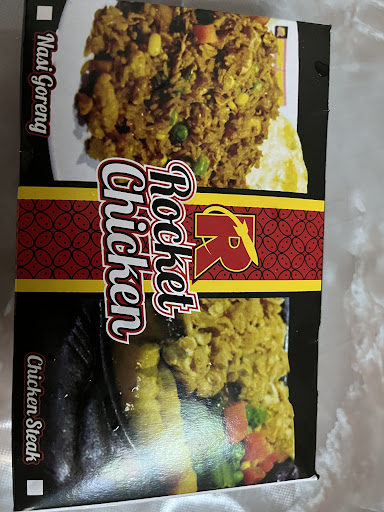 Nasi Goreng
R
Rocket
Chicken
Chicken Steak